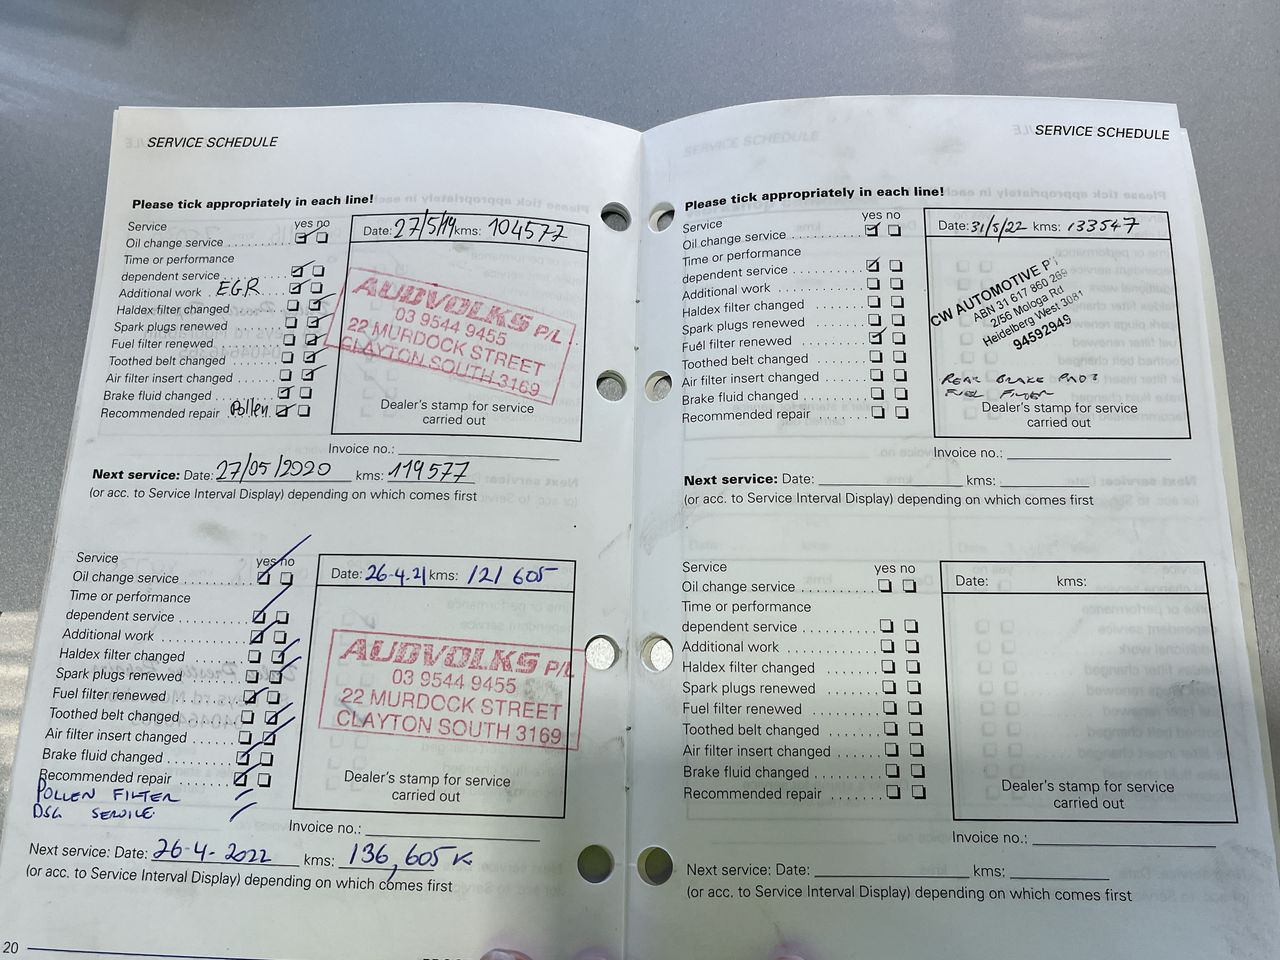 SERVICE SCHEDULE
Please tick appropriately in each line!
Service yes no
Oil change service
Time or performance
dependent service
Additional work EGR
Haldex filter changed
Spark plugs renewed
Fuel filter renewed
Toothed belt changed
Air filter insert changed
Brake fluid changed
Recommended repair Pollen
Date: 27/5/19 kms: 104577
AUDVOLKS P/L
03 9544 9455
22 MURDOCK STREET
CLAYTON SOUTH 3169
Dealer's stamp for service
carried out
Invoice no.:
Next service: Date: 27/05/2020 kms: 119577
(or acc. to Service Interval Display) depending on which comes first
Service yes no
Oil change service
Time or performance
dependent service
Additional work
Haldex filter changed
Spark plugs renewed
Fuel filter renewed
Toothed belt changed
Air filter insert changed
Brake fluid changed
Recommended repair
POLLEN FILTER
DSG SERVICE
Date: 26-4-21 kms: 121 605
AUDVOLKS P/L
03 9544 9455
22 MURDOCK STREET
CLAYTON SOUTH 3169
Dealer's stamp for service
carried out
Invoice no.:
Next service: Date: 26-4-2022 kms: 136,605 K
(or acc. to Service Interval Display) depending on which comes first
20
SERVICE SCHEDULE
Please tick appropriately in each line!
Service yes no
Oil change service
Time or performance
dependent service
Additional work
Haldex filter changed
Spark plugs renewed
Fuel filter renewed
Toothed belt changed
Air filter insert changed
Brake fluid changed
Recommended repair
Date: 31/5/22 kms: 133547
CW AUTOMOTIVE
ABN 31 617 860 269
2/56 Mologa Rd
Heidelberg West 3081
94592949
REAR BRAKE PADS
FUEL FILTER
Dealer's stamp for service
carried out
Invoice no.:
Next service: Date: kms:
(or acc. to Service Interval Display) depending on which comes first
Service yes no
Oil change service
Time or performance
dependent service
Additional work
Haldex filter changed
Spark plugs renewed
Fuel filter renewed
Toothed belt changed
Air filter insert changed
Brake fluid changed
Recommended repair
Date: kms:
Dealer's stamp for service
carried out
Invoice no.:
Next service: Date: kms:
(or acc. to Service Interval Display) depending on which comes first